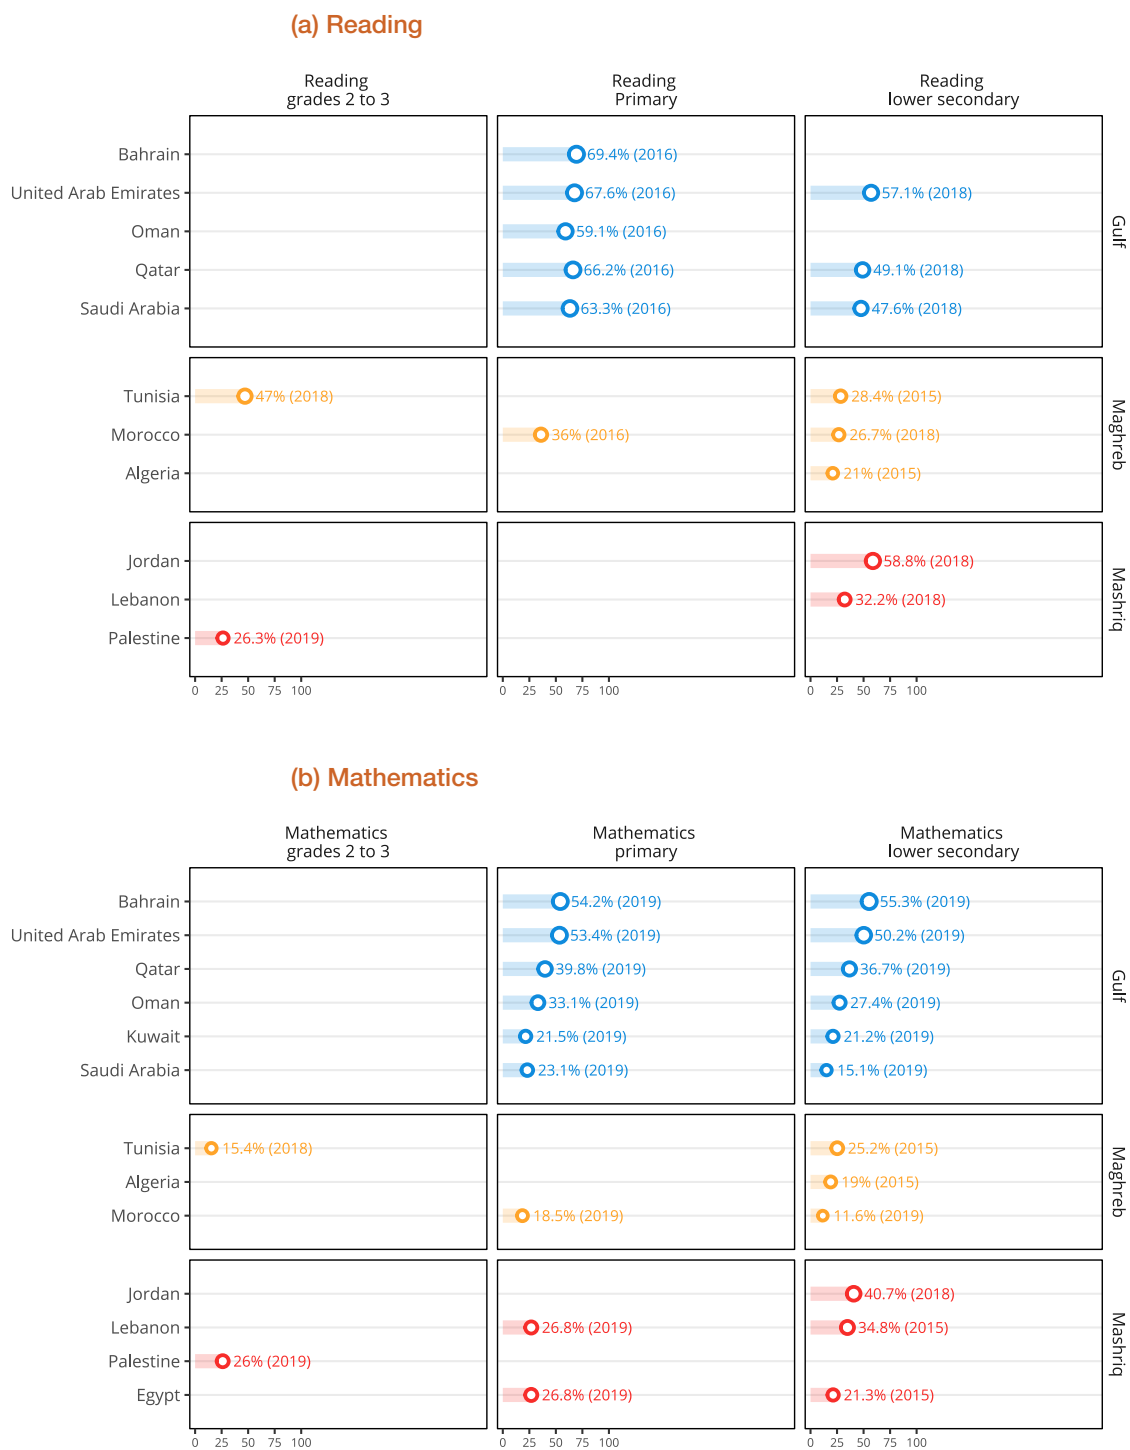 (a) Reading
Reading
grades 2 to 3
Reading
Primary
Reading
lower secondary
Bahrain
69.4% (2016)
United Arab Emirates
67.6% (2016)
57.1% (2018)
Oman
59.1% (2016)
Qatar
66.2% (2016)
49.1% (2018)
Saudi Arabia
63.3% (2016)
47.6% (2018)
Gulf
Tunisia
47% (2018)
28.4% (2015)
Morocco
36% (2016)
26.7% (2018)
Algeria
21% (2015)
Maghreb
Jordan
58.8% (2018)
Lebanon
32.2% (2018)
Palestine
26.3% (2019)
Mashriq
0 25 50 75 100
0 25 50 75 100
0 25 50 75 100
(b) Mathematics
Mathematics
grades 2 to 3
Mathematics
primary
Mathematics
lower secondary
Bahrain
54.2% (2019)
55.3% (2019)
United Arab Emirates
53.4% (2019)
50.2% (2019)
Qatar
39.8% (2019)
36.7% (2019)
Oman
33.1% (2019)
27.4% (2019)
Kuwait
21.5% (2019)
21.2% (2019)
Saudi Arabia
23.1% (2019)
15.1% (2019)
Gulf
Tunisia
15.4% (2018)
25.2% (2015)
Algeria
19% (2015)
Morocco
18.5% (2019)
11.6% (2019)
Maghreb
Jordan
40.7% (2018)
Lebanon
26.8% (2019)
34.8% (2015)
Palestine
26% (2019)
Egypt
26.8% (2019)
21.3% (2015)
Mashriq
0 25 50 75 100
0 25 50 75 100
0 25 50 75 100